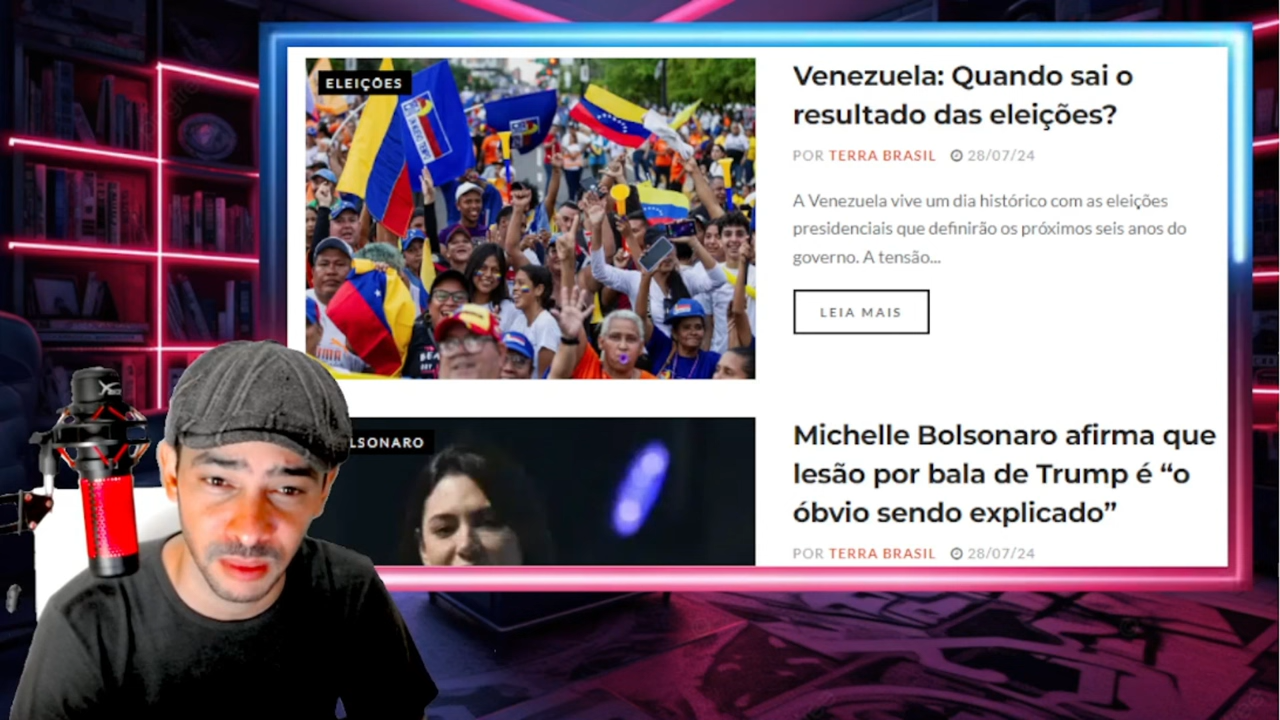 ELEIÇÕES
Venezuela: Quando sai o
resultado das eleições?
POR TERRA BRASIL 28/07/24
A Venezuela vive um dia histórico com as eleições
presidenciais que definirão os próximos seis anos do
governo. A tensão...
LEIA MAIS
LSONARO
Michelle Bolsonaro afirma que
lesão por bala de Trump é “o
óbvio sendo explicado”
POR TERRA BRASIL 28/07/24